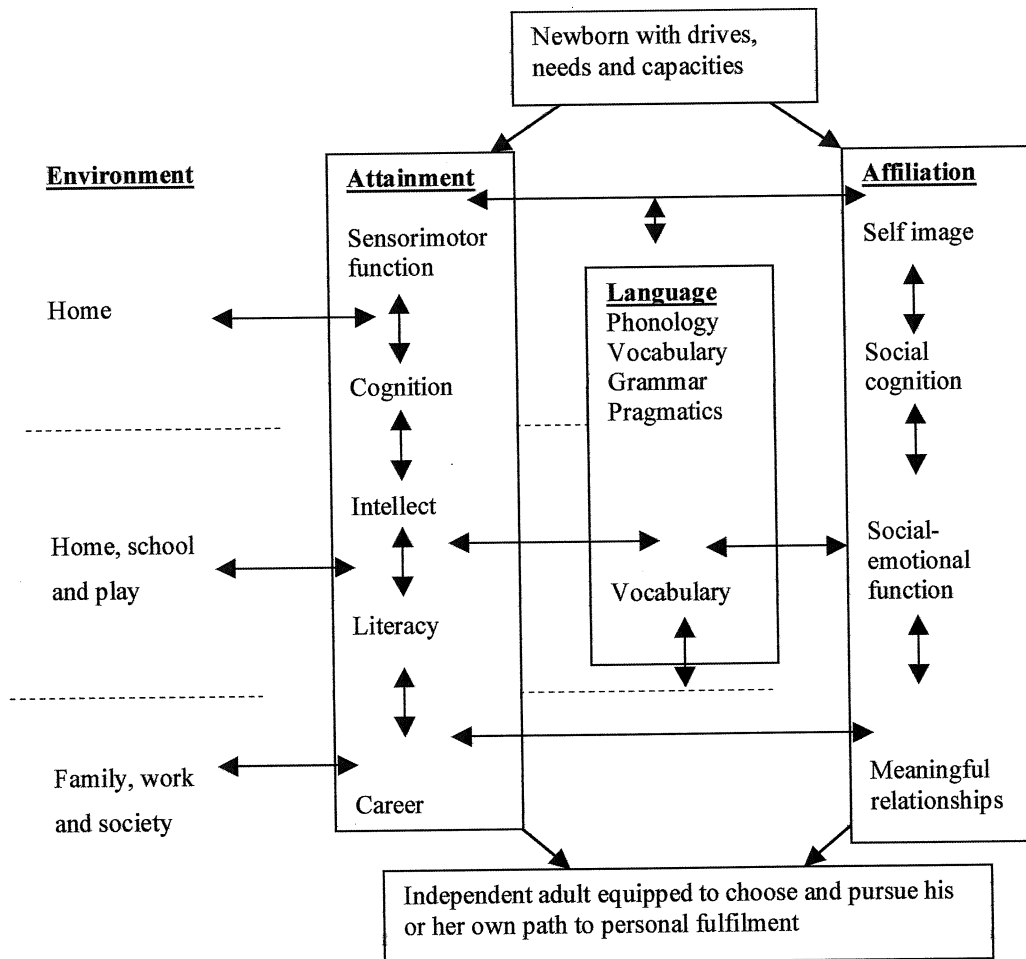 Newborn with drives,
needs and capacities
Environment
Home
Home, school
and play
Family, work
and society
Attainment
Sensorimotor
function
Cognition
Intellect
Literacy
Career
Language
Phonology
Vocabulary
Grammar
Pragmatics
Vocabulary
Affiliation
Self image
Social
cognition
Social-
emotional
function
Meaningful
relationships
Independent adult equipped to choose and pursue his
or her own path to personal fulfilment